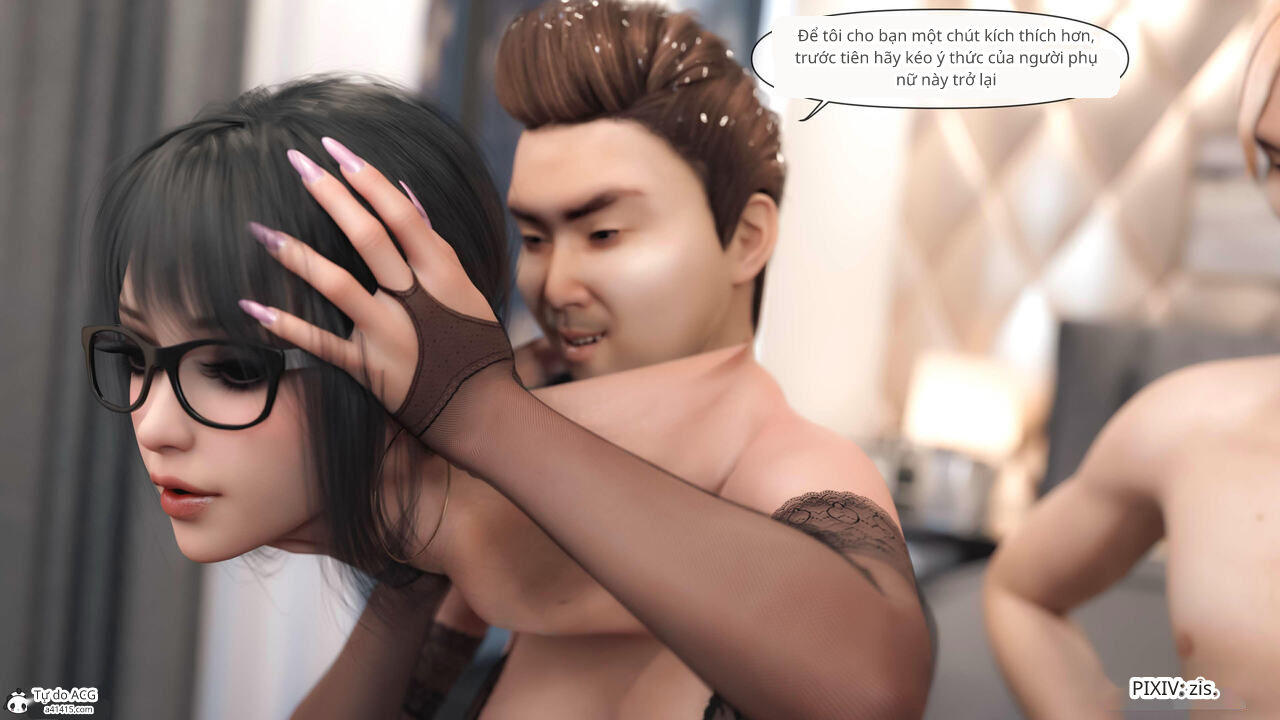 Để tôi cho bạn một chút kích thích hơn,
trước tiên hãy kéo ý thức của người phụ
nữ này trở lại
Tự do ACG
a41415.com
PIXIV: zis.